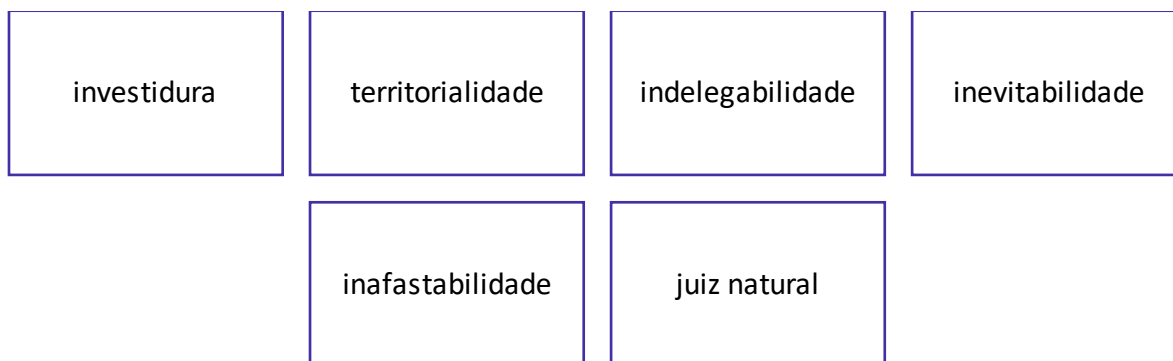 investidura
territorialidade
indelegabilidade
inevitabilidade
inafastabilidade
juiz natural